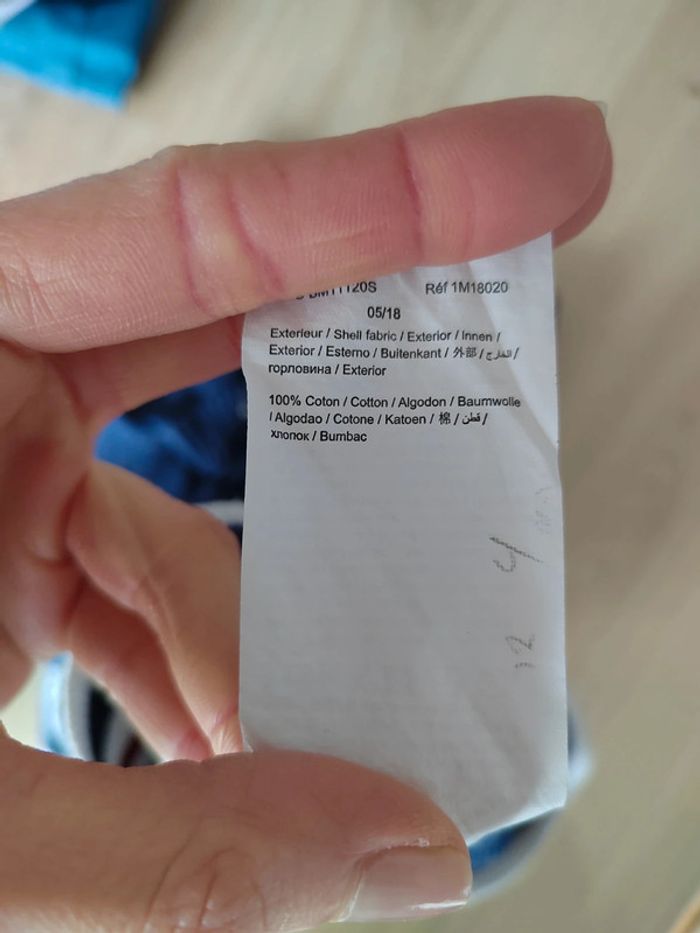 Réf 1M18020
05/18
Exterieur / Shell fabric / Exterior / Innen /
Exterior / Esterno / Buitenkant / 外部 / الخارج /
горловина / Exterior
100% Coton / Cotton / Algodon / Baumwolle
/ Algodao / Cotone / Katoen / 棉 / قطن /
хлопок / Bumbac